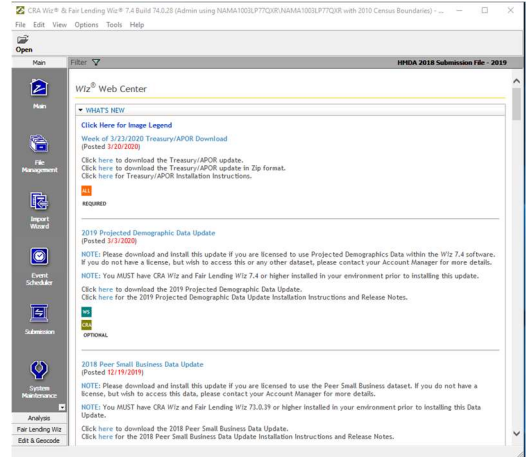 CRA Wiz® & Fair Lending Wiz® 7.4 Build 74.0.28 (Admin using NAMA1003LP77QXR\NAMA1003LP77QXR with 2010 Census Boundaries) - ...
File Edit View Options Tools Help
Open
Main
Filter
HMDA 2018 Submission File - 2019
Main
File Management
Import Wizard
Event Scheduler
Submission
System Maintenance
Analysis
Fair Lending Wiz
Edit & Geocode
Wiz® Web Center
WHAT'S NEW
Click Here for Image Legend
Week of 3/23/2020 Treasury/APOR Download
(Posted 3/20/2020)
Click here to download the Treasury/APOR update.
Click here to download the Treasury/APOR update in Zip format.
Click here for Treasury/APOR Installation Instructions.
ALL
REQUIRED
2019 Projected Demographic Data Update
(Posted 3/3/2020)
NOTE: Please download and install this update if you are licensed to use Projected Demographics Data within the Wiz 7.4 software.
If you do not have a license, but wish to access this or any other dataset, please contact your Account Manager for more details.
NOTE: You MUST have CRA Wiz and Fair Lending Wiz 7.4 or higher installed in your environment prior to installing this update.
Click here to download the 2019 Projected Demographic Data Update.
Click here for the 2019 Projected Demographic Data Update Installation Instructions and Release Notes.
WS
CRA
OPTIONAL
2018 Peer Small Business Data Update
(Posted 12/19/2019)
NOTE: Please download and install this update if you are licensed to use the Peer Small Business dataset. If you do not have a
license, but wish to access this data, please contact your Account Manager for more details.
NOTE: You MUST have CRA Wiz and Fair Lending Wiz 73.0.39 or higher installed in your environment prior to installing this Data
Update.
Click here to download the 2018 Peer Small Business Data Update.
Click here for the 2018 Peer Small Business Data Update Installation Instructions and Release Notes.